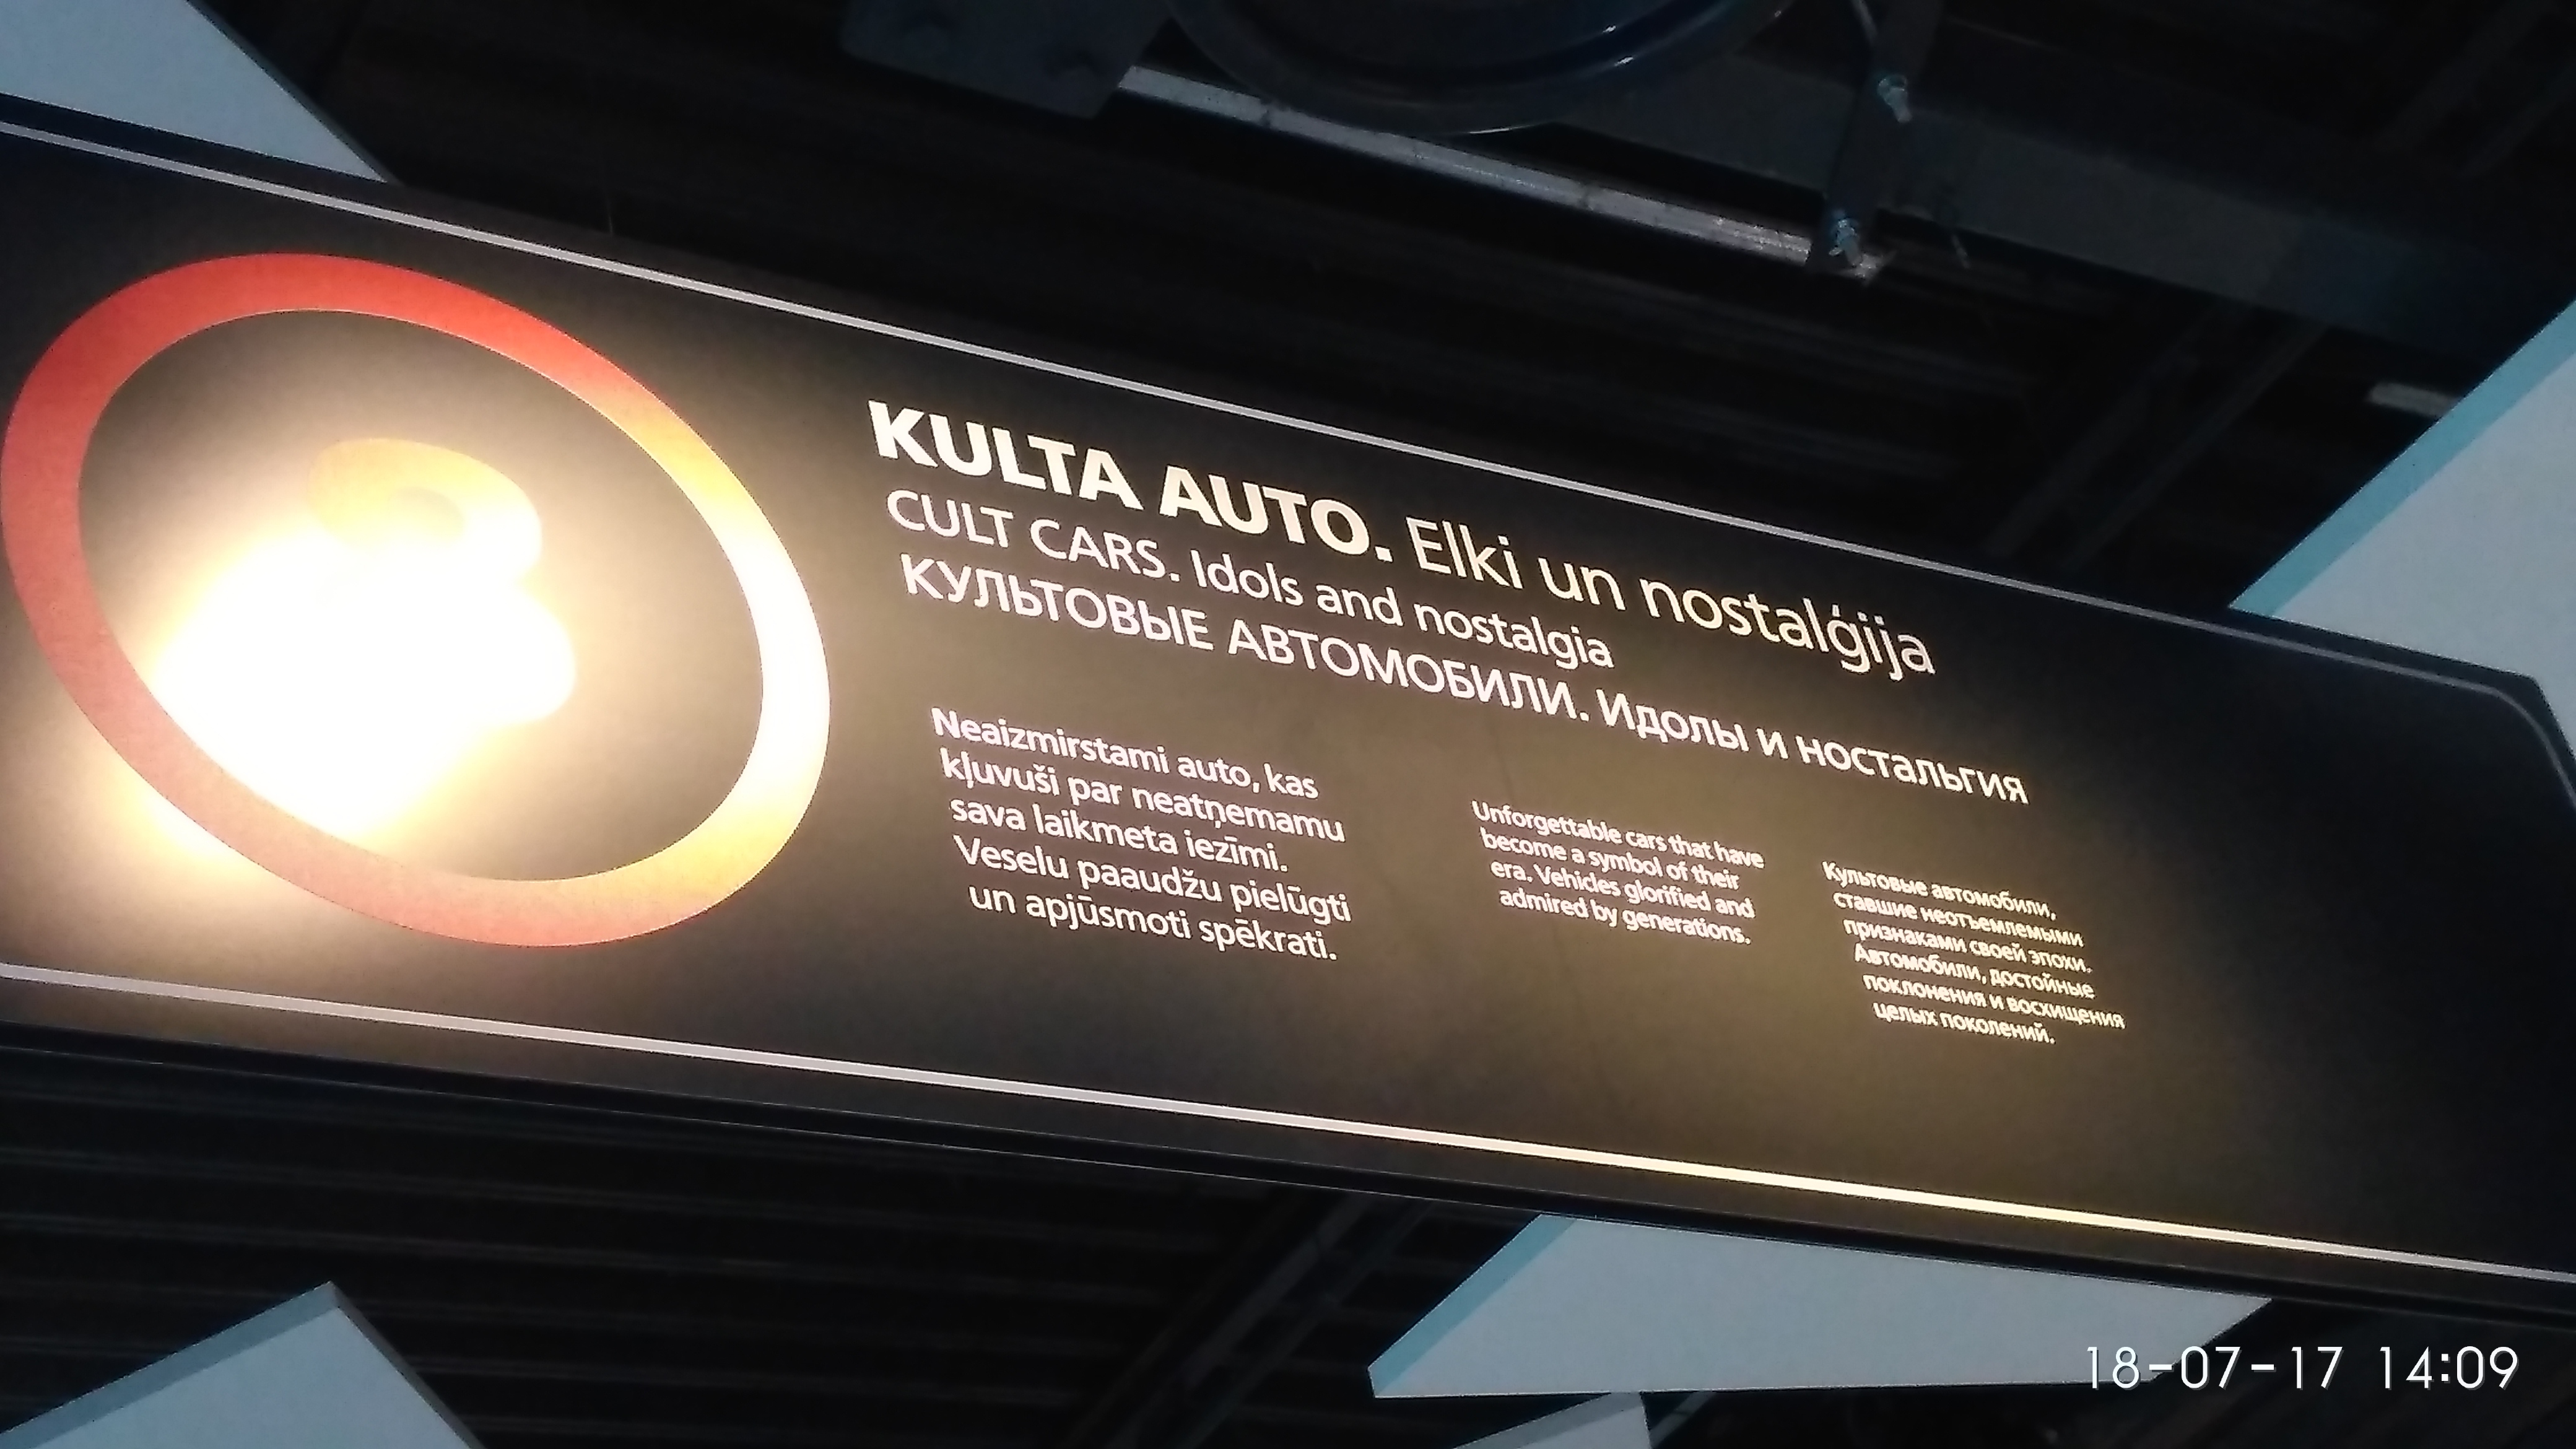 8
KULTA AUTO. Elki un nostalģija
CULT CARS. Idols and nostalgia
КУЛЬТОВЫЕ АВТОМОБИЛИ. Идолы и ностальгия
Neaizmirstami auto, kas
kļuvuši par neatņemamu
sava laikmeta iezīmi.
Veselu paaudžu pielūgti
un apjūsmoti spēkrati.
Unforgettable cars that have
become a symbol of their
era. Vehicles glorified and
admired by generations.
Культовые автомобили,
ставшие неотъемлемыми
признаками своей эпохи.
Автомобили, достойные
поклонения и восхищения
целых поколений.
18-07-17 14:09